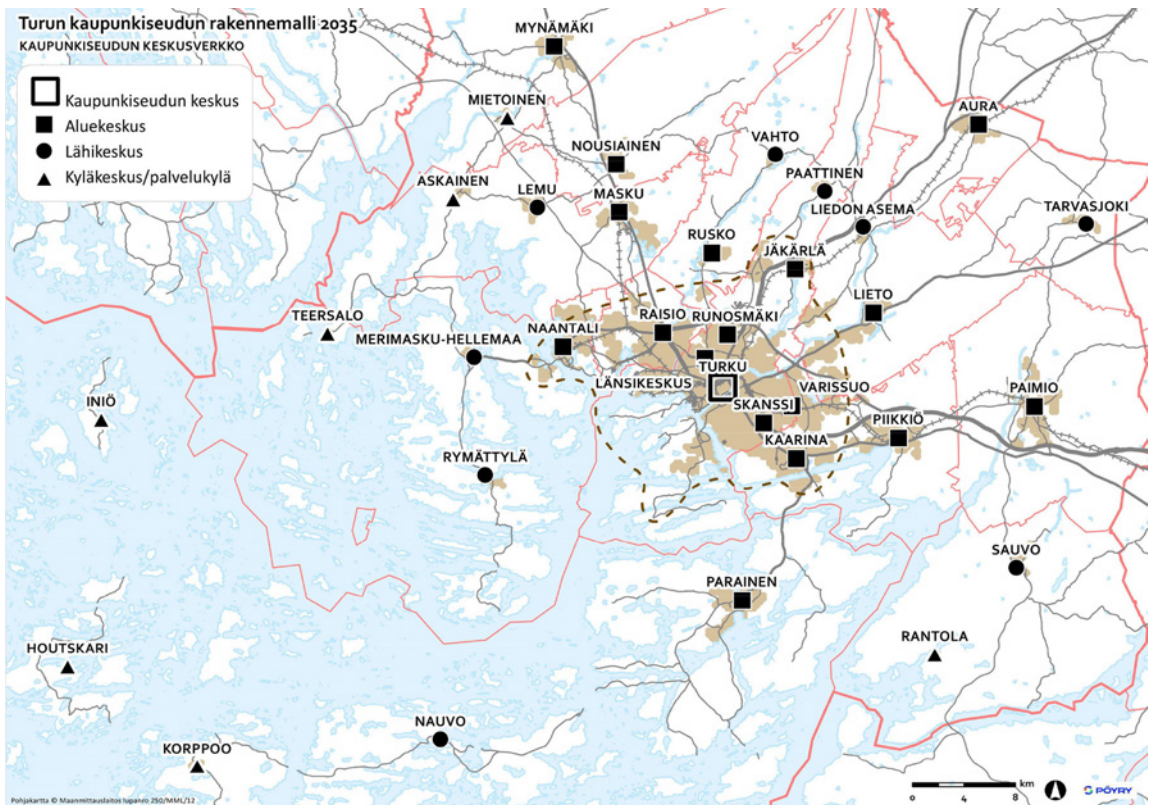 Turun kaupunkiseudun rakennemalli 2035
KAUPUNKISEUDUN KESKUSVERKKO
Kaupunkiseudun keskus
Aluekeskus
Lähikeskus
Kyläkeskus/palvelukylä
MYNÄMÄKI
MIETOINEN
AURA
VAHTO
NOUSIAINEN
PAATTINEN
ASKAINEN
LEMU
MASKU
LIEDON ASEMA
TARVASJOKI
RUSKO
JÄKÄRLÄ
LIETO
TEERSALO
RAISIO
RUNOSMÄKI
NAANTALI
MERIMASKU-HELLEMAA
TURKU
LÄNSIKESKUS
VARISSUO
PAIMIO
INIÖ
SKANSSI
PIIKKIÖ
KAARINA
RYMÄTTYLÄ
SAUVO
PARAINEN
RANTOLA
HOUTSKARI
NAUVO
KORPPOO
km
0 4 8
PÖYRY
Pohjakartta © Maanmittauslaitos lupanro 250/MML/12